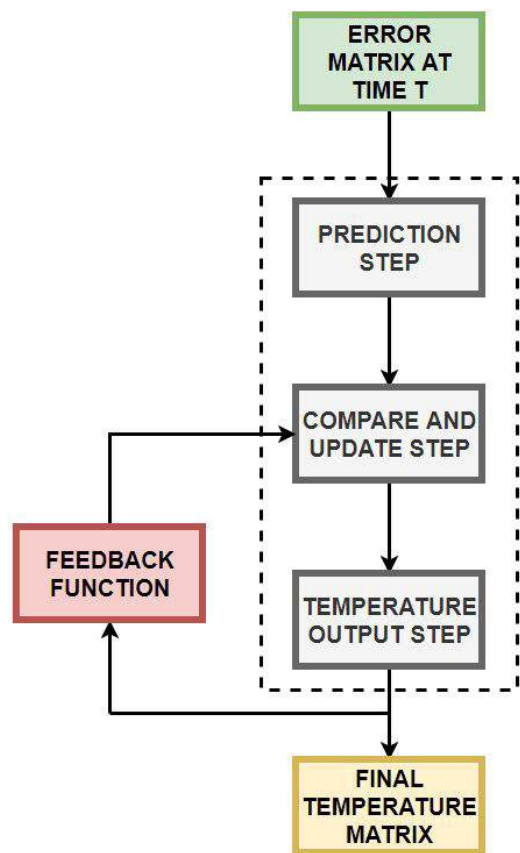 ERROR
MATRIX AT
TIME T
PREDICTION
STEP
COMPARE AND
UPDATE STEP
FEEDBACK
FUNCTION
TEMPERATURE
OUTPUT STEP
FINAL
TEMPERATURE
MATRIX